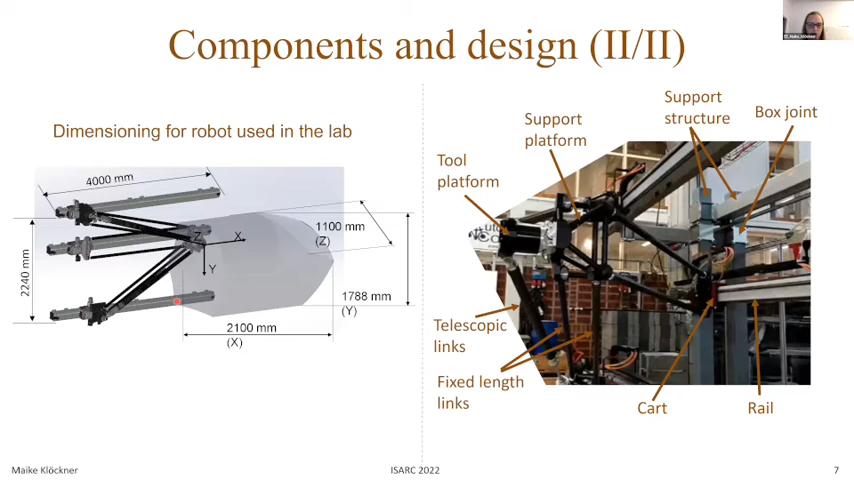 Components and design (II/II)
Dimensioning for robot used in the lab
4000 mm
2240 mm
Z
X
Y
1100 mm
(Z)
1788 mm
(Y)
2100 mm
(X)
Support
structure
Box joint
Support
platform
Tool
platform
Telescopic
links
Fixed length
links
Cart
Rail
Maike Klöckner
ISARC 2022
7